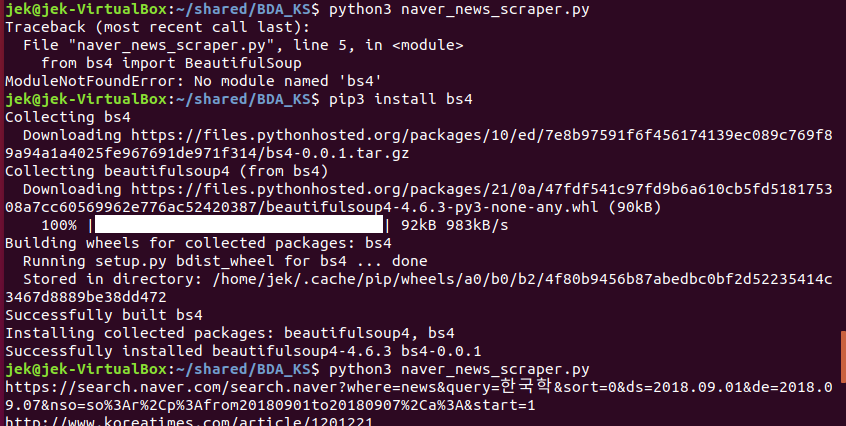 jek@jek-VirtualBox:~/shared/BDA_KS$ python3 naver_news_scraper.py
Traceback (most recent call last):
  File "naver_news_scraper.py", line 5, in <module>
    from bs4 import BeautifulSoup
ModuleNotFoundError: No module named 'bs4'
jek@jek-VirtualBox:~/shared/BDA_KS$ pip3 install bs4
Collecting bs4
  Downloading https://files.pythonhosted.org/packages/10/ed/7e8b97591f6f456174139ec089c769f8
9a94a1a4025fe967691de971f314/bs4-0.0.1.tar.gz
Collecting beautifulsoup4 (from bs4)
  Downloading https://files.pythonhosted.org/packages/21/0a/47fdf541c97fd9b6a610cb5fd5181753
08a7cc60569962e776ac52420387/beautifulsoup4-4.6.3-py3-none-any.whl (90kB)
    100% |                                | 92kB 983kB/s
Building wheels for collected packages: bs4
  Running setup.py bdist_wheel for bs4 ... done
  Stored in directory: /home/jek/.cache/pip/wheels/a0/b0/b2/4f80b9456b87abedbc0bf2d52235414c
3467d8889be38dd472
Successfully built bs4
Installing collected packages: beautifulsoup4, bs4
Successfully installed beautifulsoup4-4.6.3 bs4-0.0.1
jek@jek-VirtualBox:~/shared/BDA_KS$ python3 naver_news_scraper.py
https://search.naver.com/search.naver?where=news&query=한국학&sort=0&ds=2018.09.01&de=2018.0
9.07&nso=so%3Ar%2Cp%3Afrom20180901to20180907%2Ca%3A&start=1
http://www.koreatimes.com/article/1201221